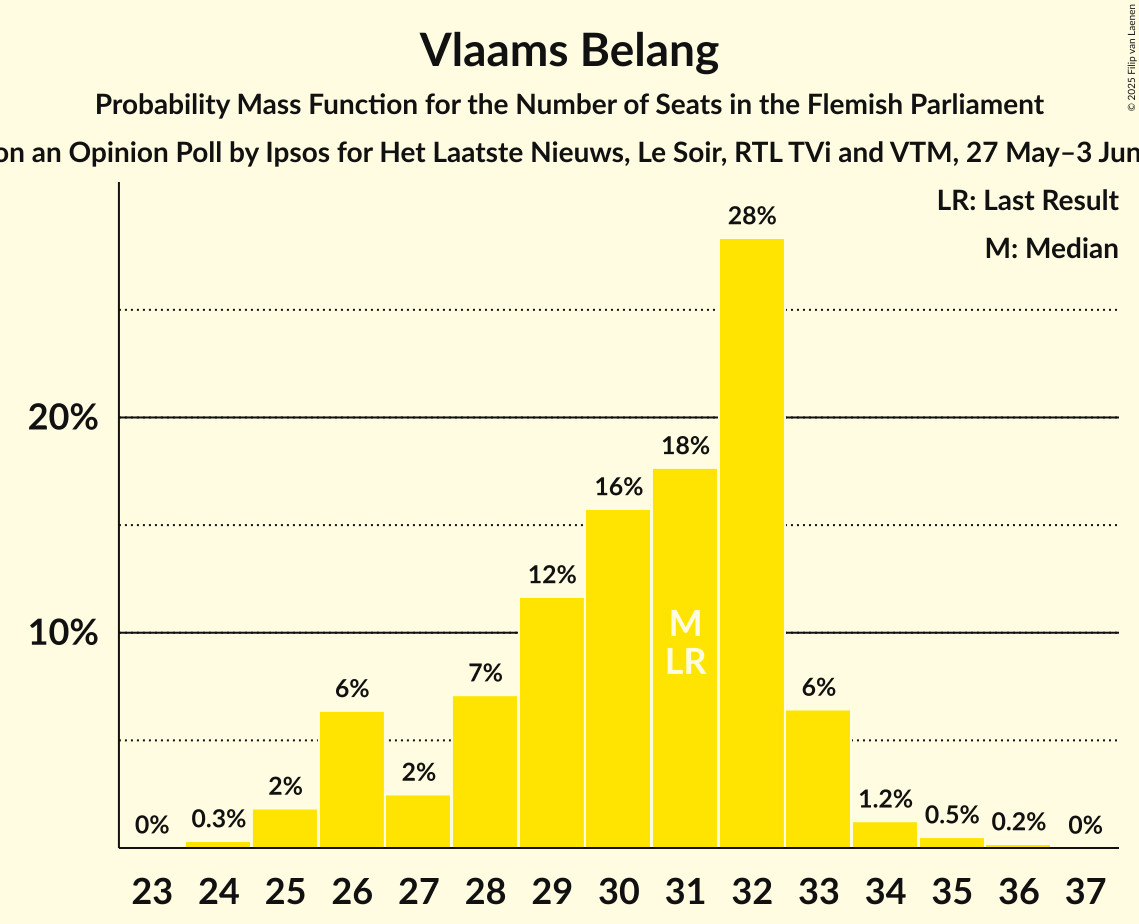 Vlaams Belang
Probability Mass Function for the Number of Seats in the Flemish Parliament
on an Opinion Poll by Ipsos for Het Laatste Nieuws, Le Soir, RTL TVi and VTM, 27 May–3 Jun
© 2025 Filip van Laenen
LR: Last Result
M: Median
28%
20%
18%
16%
12%
10%
M
LR
7%
6%
6%
2%
2%
1.2%
0.5%
0.3%
0.2%
0%
0%
23 24 25 26 27 28 29 30 31 32 33 34 35 36 37